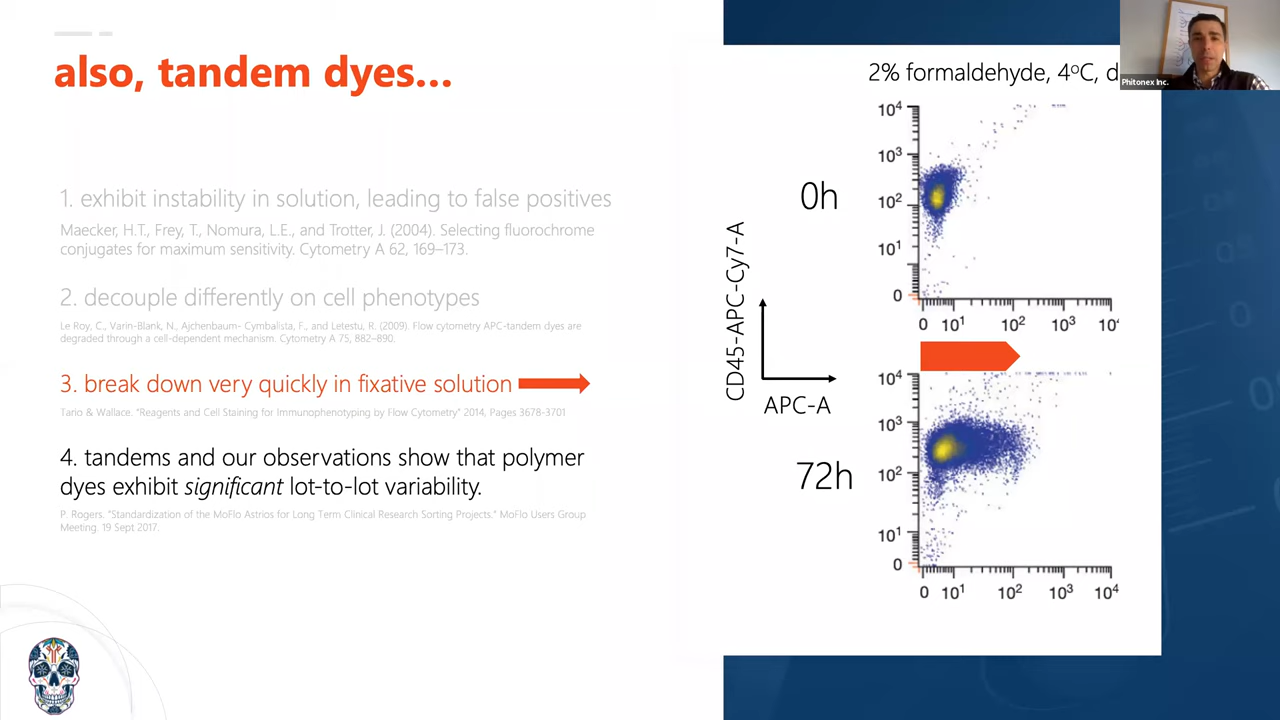 also, tandem dyes...
1. exhibit instability in solution, leading to false positives
Maecker, H.T., Frey, T., Nomura, L.E., and Trotter, J. (2004). Selecting fluorochrome
conjugates for maximum sensitivity. Cytometry A 62, 169–173.
2. decouple differently on cell phenotypes
Le Roy, C., Varin-Blank, N., Ajchenbaum- Cymbalista, F., and Letestu, R. (2009). Flow cytometry APC-tandem dyes are
degraded through a cell-dependent mechanism. Cytometry A 75, 882–890.
3. break down very quickly in fixative solution
Tario & Wallace. "Reagents and Cell Staining for Immunophenotyping by Flow Cytometry" 2014, Pages 3678-3701
4. tandems and our observations show that polymer
dyes exhibit significant lot-to-lot variability.
P. Rogers. "Standardization of the MoFlo Astrios for Long Term Clinical Research Sorting Projects." MoFlo Users Group
Meeting. 19 Sept 2017.
2% formaldehyde, 4ºC, d
Phitonex Inc.
0h
72h
CD45-APC-Cy7-A
APC-A
10⁴
10³
10²
10¹
0
0 10¹ 10² 10³ 10⁴
10⁴
10³
10²
10¹
0
0 10¹ 10² 10³ 10⁴